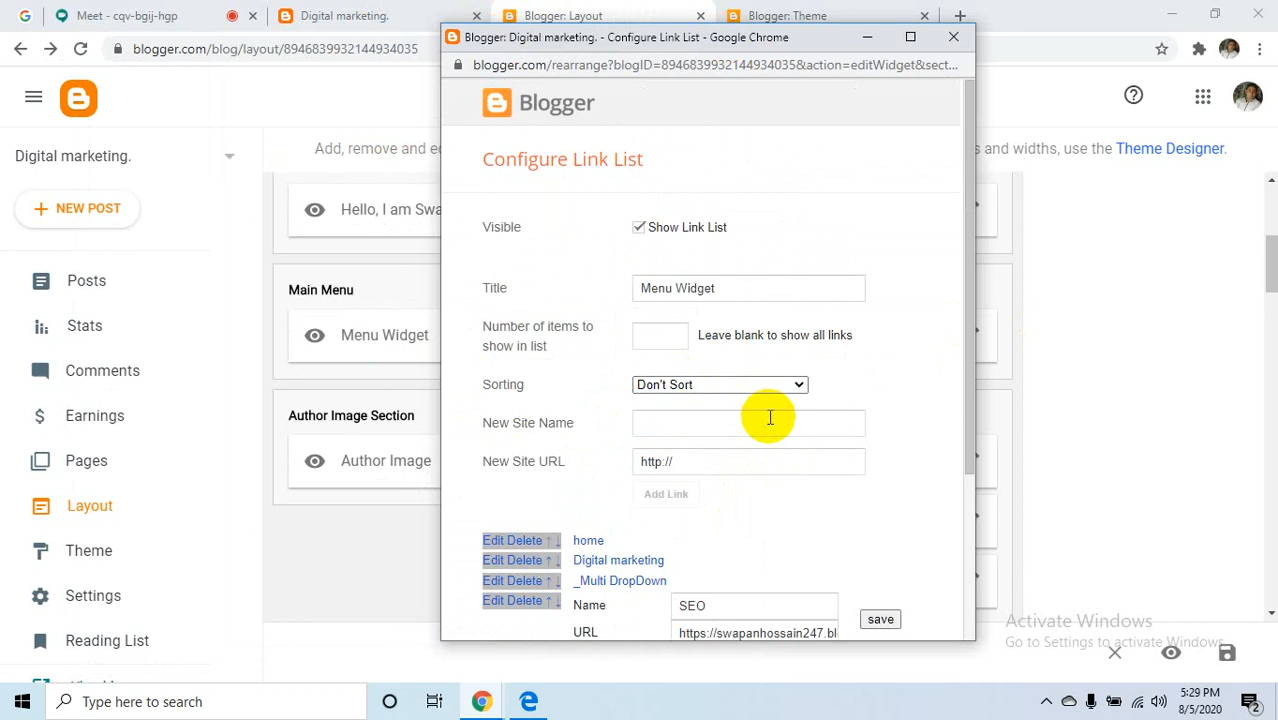 Meet - cqv-bgij-hgp
Digital marketing.
Blogger: Layout
Blogger: Theme
blogger.com/blog/layout/8946839932144934035
Blogger: Digital marketing. - Configure Link List - Google Chrome
blogger.com/rearrange?blogID=8946839932144934035&action=editWidget&sect...
Blogger
Digital marketing.
Add, remove and e
s and widths, use the Theme Designer.
NEW POST
Posts
Stats
Comments
Earnings
Pages
Layout
Theme
Settings
Reading List
Hello, I am Swa
Main Menu
Menu Widget
Author Image Section
Author Image
Configure Link List
Visible
Show Link List
Title
Menu Widget
Number of items to
show in list
Leave blank to show all links
Sorting
Don't Sort
New Site Name
New Site URL
http://
Add Link
Edit Delete ↑↓ home
Edit Delete ↑↓ Digital marketing
Edit Delete ↑↓ _Multi DropDown
Edit Delete ↑↓ Name SEO
save
URL https://swapanhossain247.bl
Activate Windows
Go to Settings to activate Windows.
Type here to search
5:29 PM
8/5/2020
2